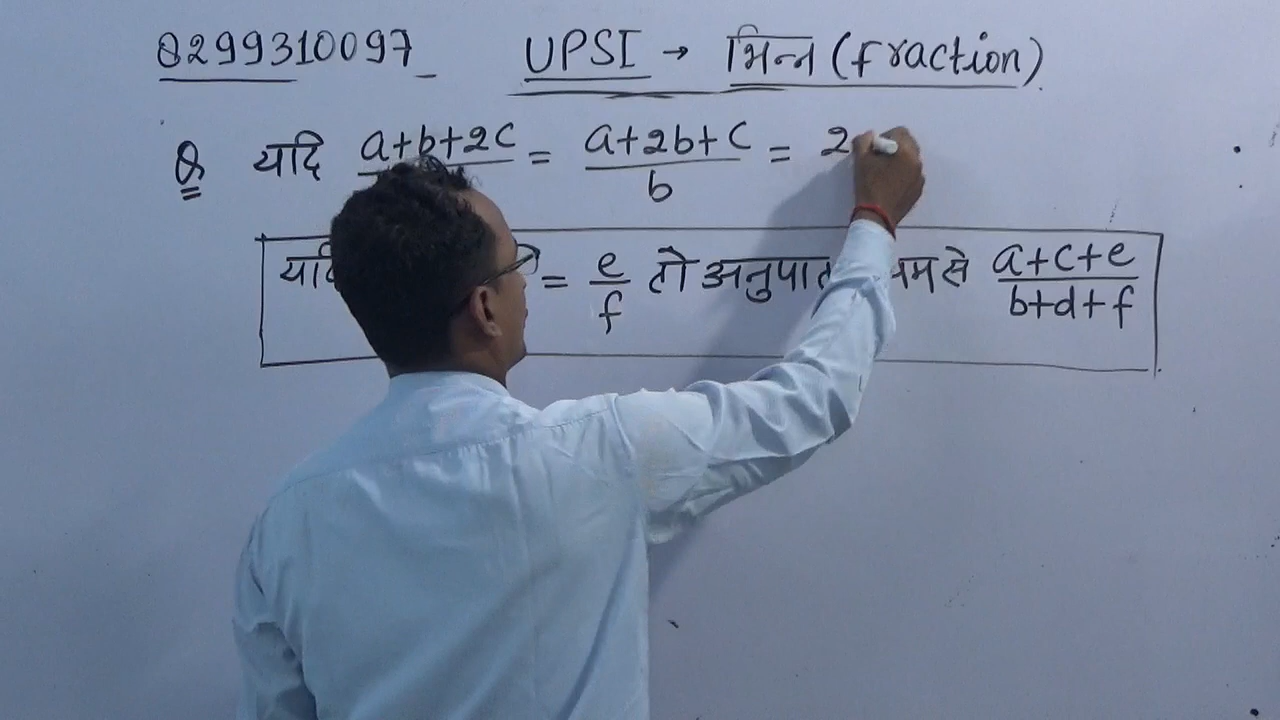 8299310097 UPSI → भिन्न (fraction)
Q यदि a+b+2c = a+2b+c / b = 2
= e/f तो अनुपात से a+c+e / b+d+f